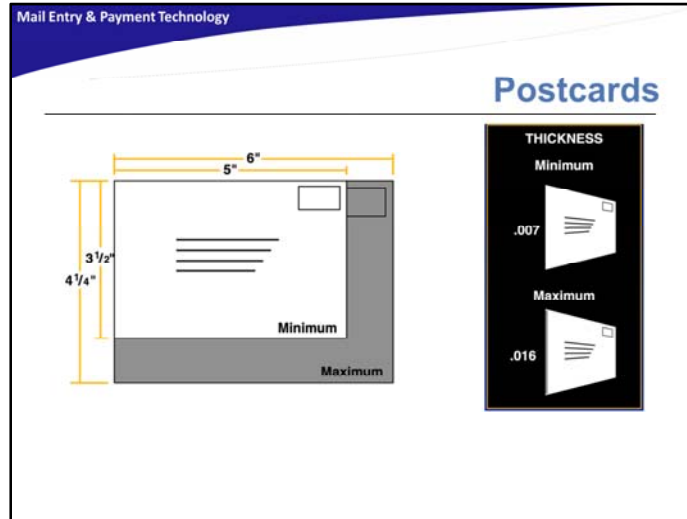 Mail Entry & Payment Technology
Postcards
6"
5"
3 1/2"
4 1/4"
Minimum
Maximum
THICKNESS
Minimum
.007
Maximum
.016